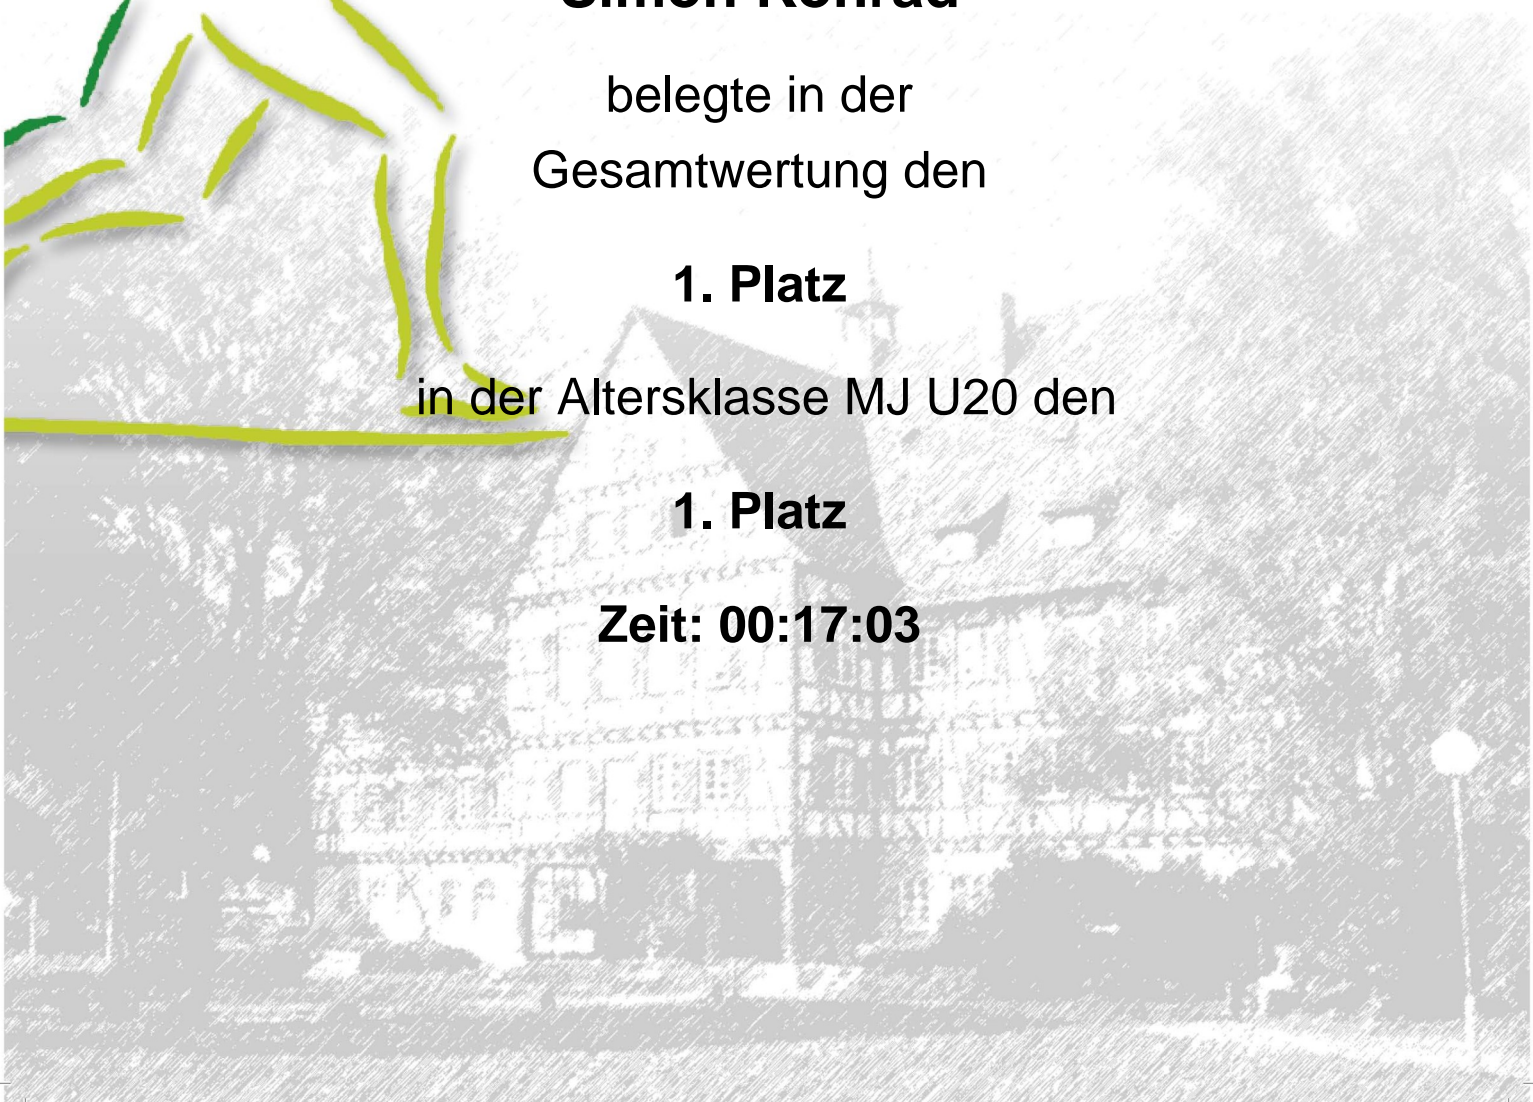 belegte in der
Gesamtwertung den
1. Platz
in der Altersklasse MJ U20 den
1. Platz
Zeit: 00:17:03